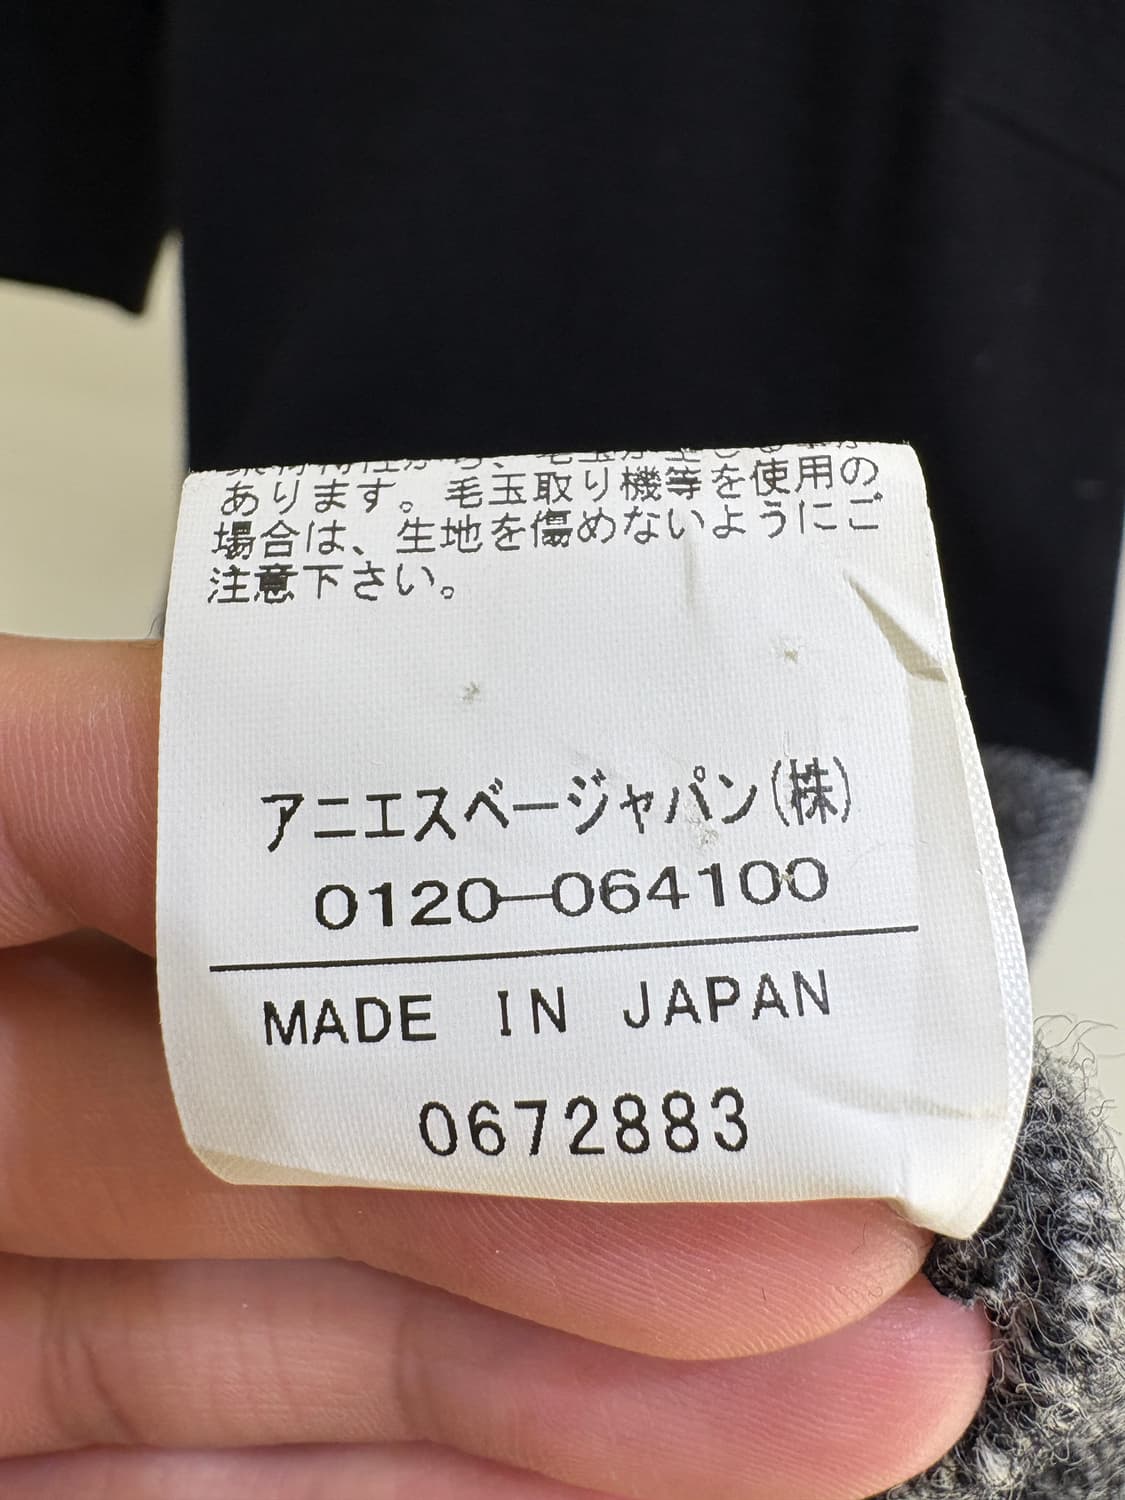 あります。毛玉取り機等を使用の
場合は、生地を傷めないようにご
注意下さい。
アニエスベージャパン(株)
0120-064100
MADE IN JAPAN
0672883